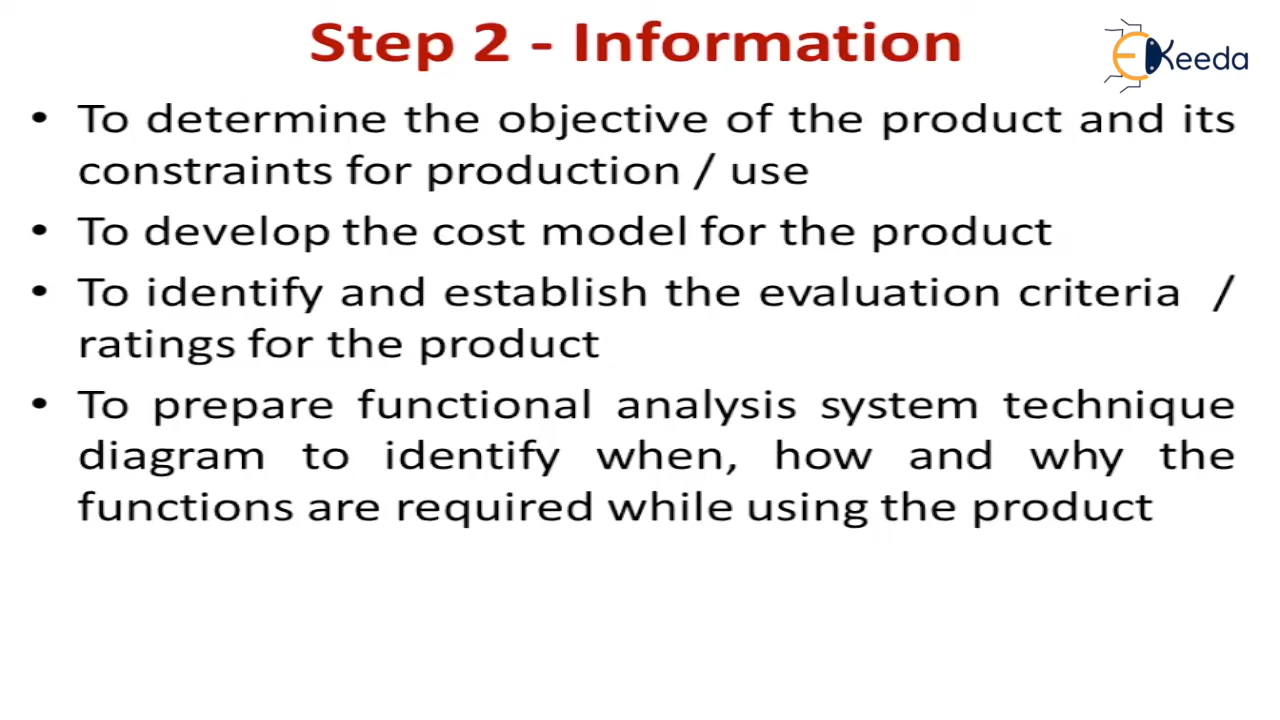 Step 2 - Information
EKeeda
• To determine the objective of the product and its
constraints for production / use
• To develop the cost model for the product
• To identify and establish the evaluation criteria /
ratings for the product
• To prepare functional analysis system technique
diagram to identify when, how and why the
functions are required while using the product